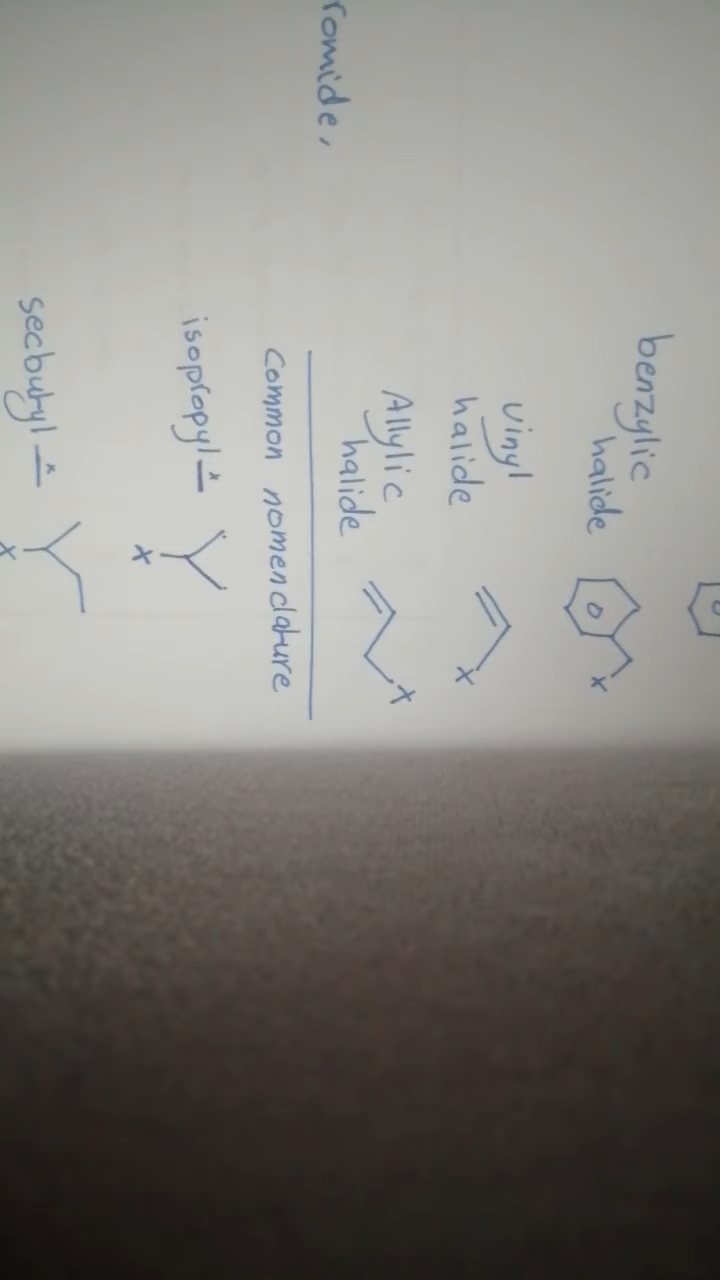 benzylic
halide
X
vinyl
halide
X
Allylic
halide
X
romide,
common nomenclature
isopropyl x
X
secbutyl x
X